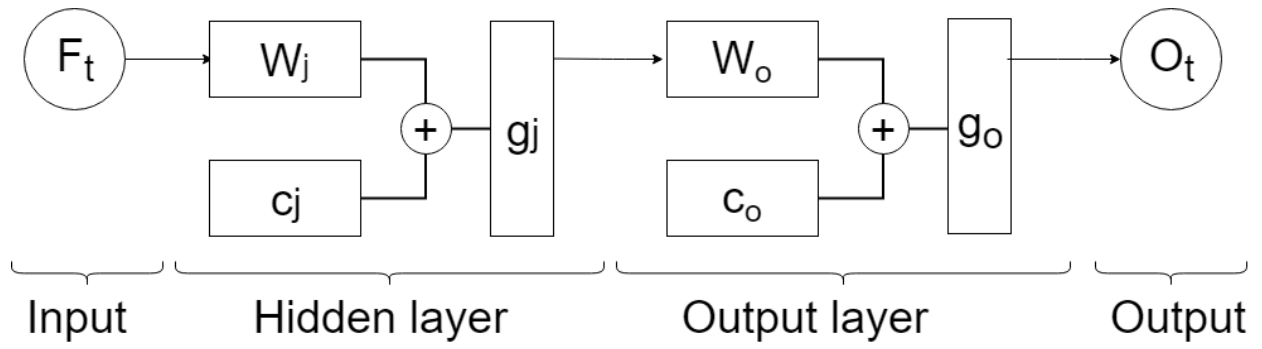 Ft
Wj
+
cj
gj
Wo
+
co
go
Ot
Input
Hidden layer
Output layer
Output